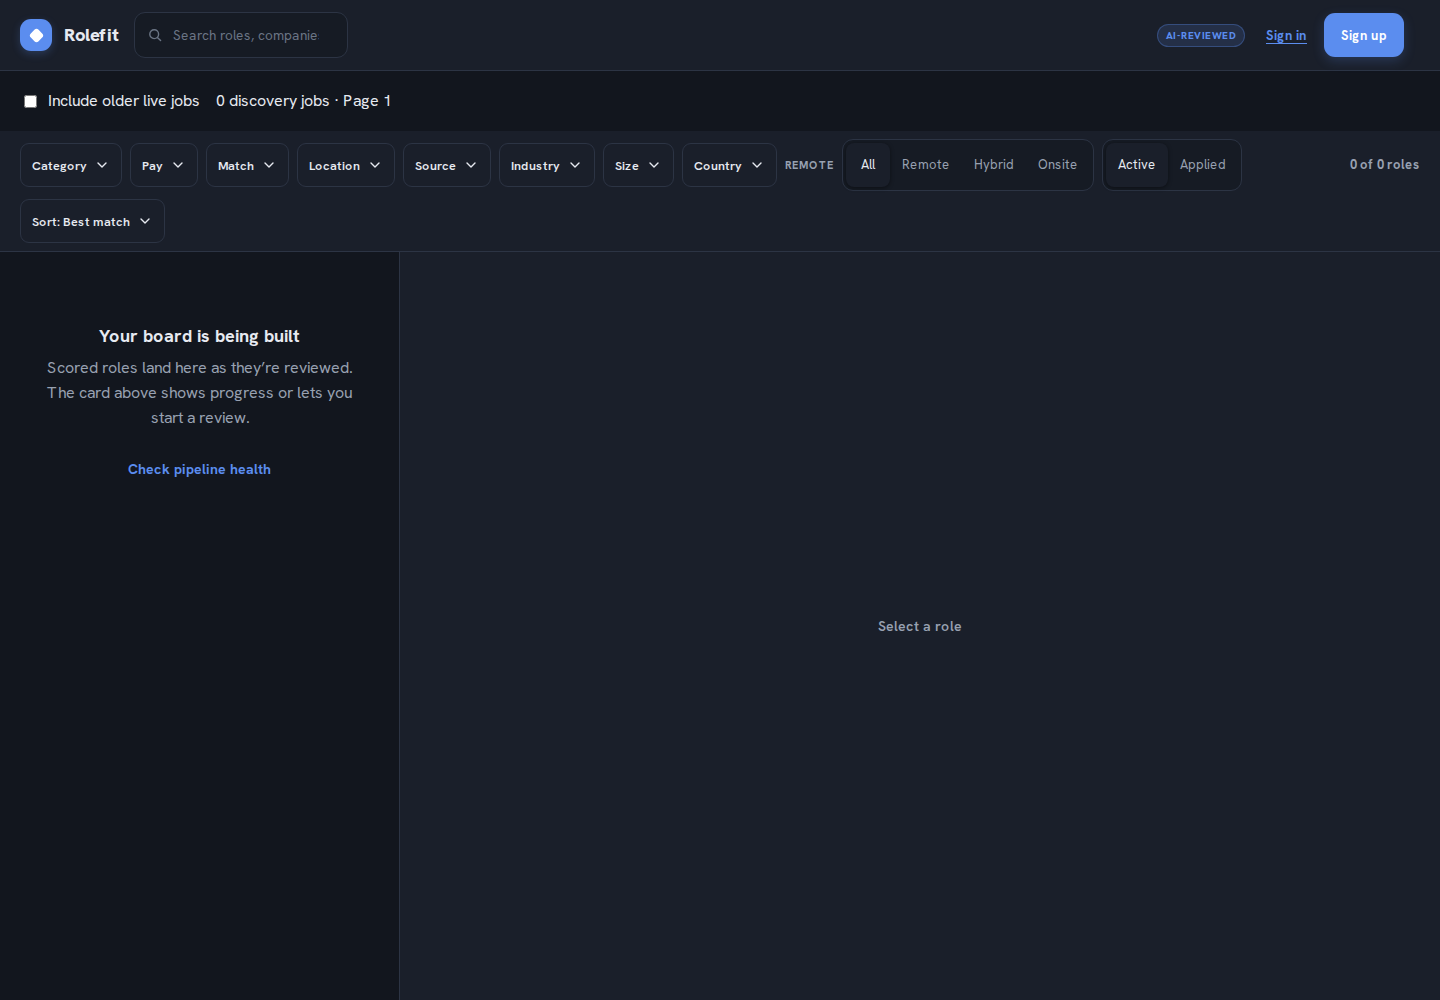 Rolefit
Search roles, companie
AI-REVIEWED
Sign in
Sign up
Include older live jobs
0 discovery jobs · Page 1
Category
Pay
Match
Location
Source
Industry
Size
Country
REMOTE
All
Remote
Hybrid
Onsite
Active
Applied
0 of 0 roles
Sort: Best match
Your board is being built
Scored roles land here as they’re reviewed.
The card above shows progress or lets you
start a review.
Check pipeline health
Select a role